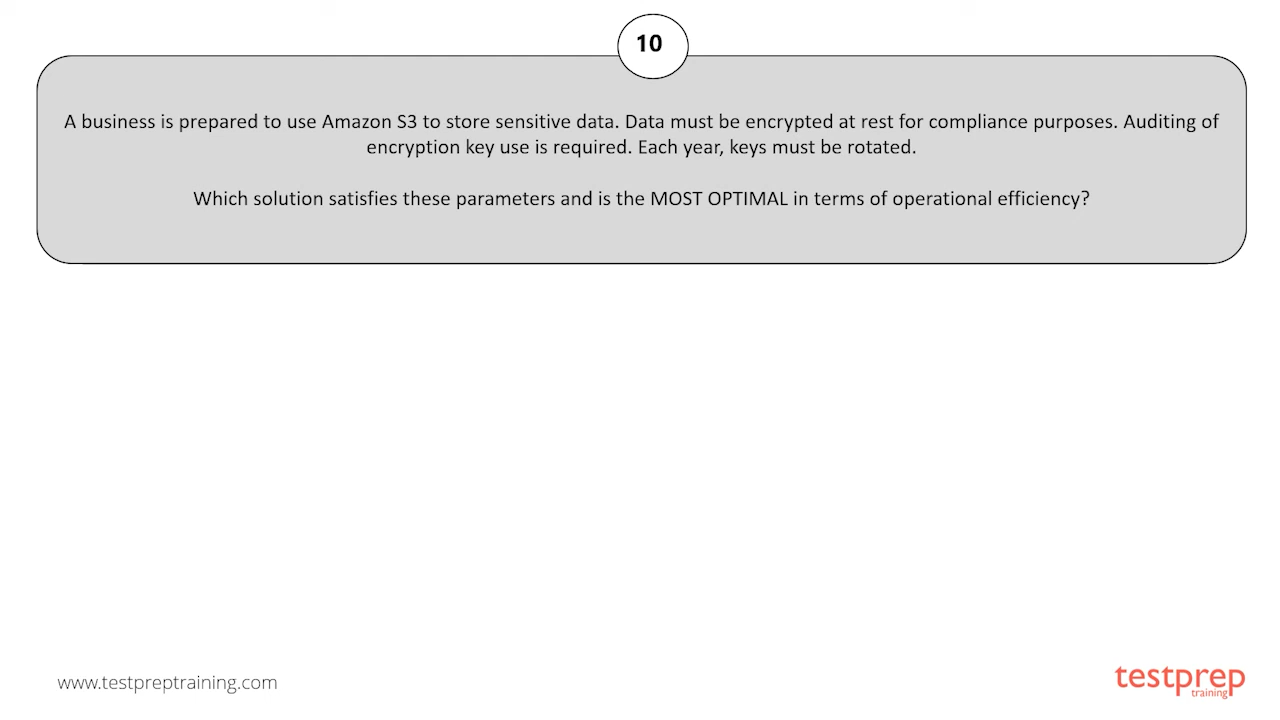 10
A business is prepared to use Amazon S3 to store sensitive data. Data must be encrypted at rest for compliance purposes. Auditing of
encryption key use is required. Each year, keys must be rotated.
Which solution satisfies these parameters and is the MOST OPTIMAL in terms of operational efficiency?
www.testpreptraining.com
testprep
training